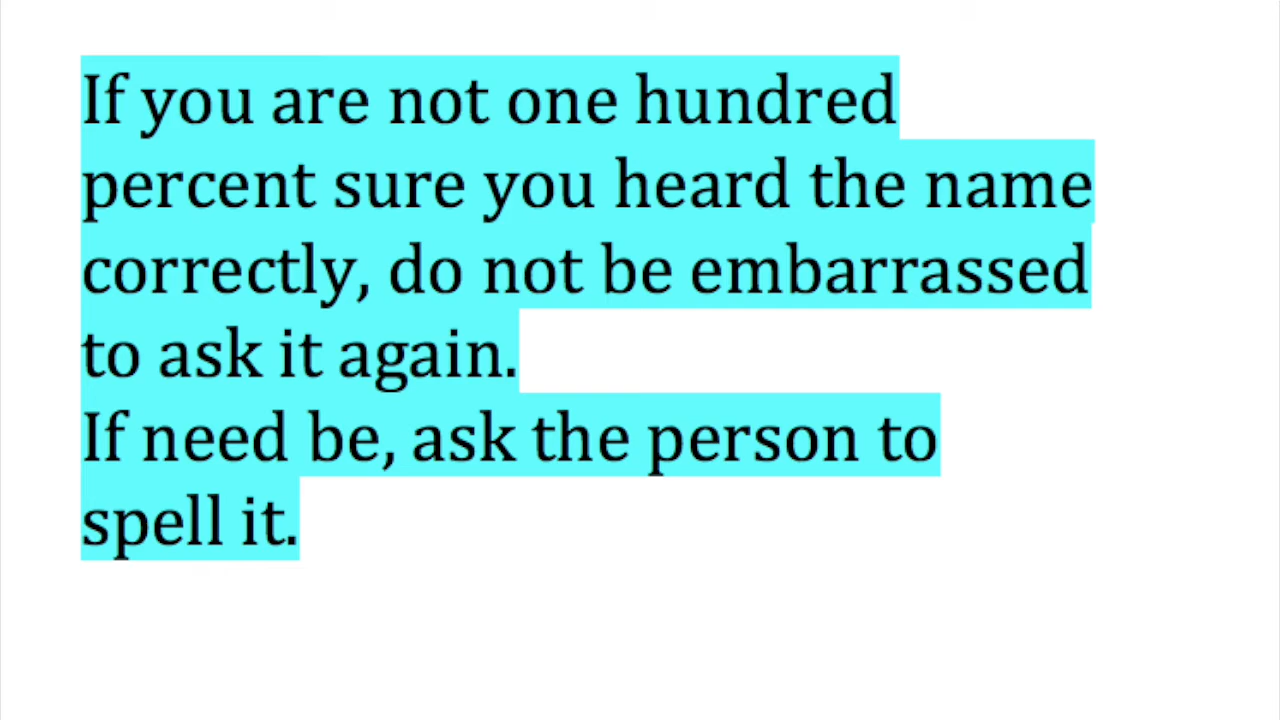 If you are not one hundred
percent sure you heard the name
correctly, do not be embarrassed
to ask it again.
If need be, ask the person to
spell it.